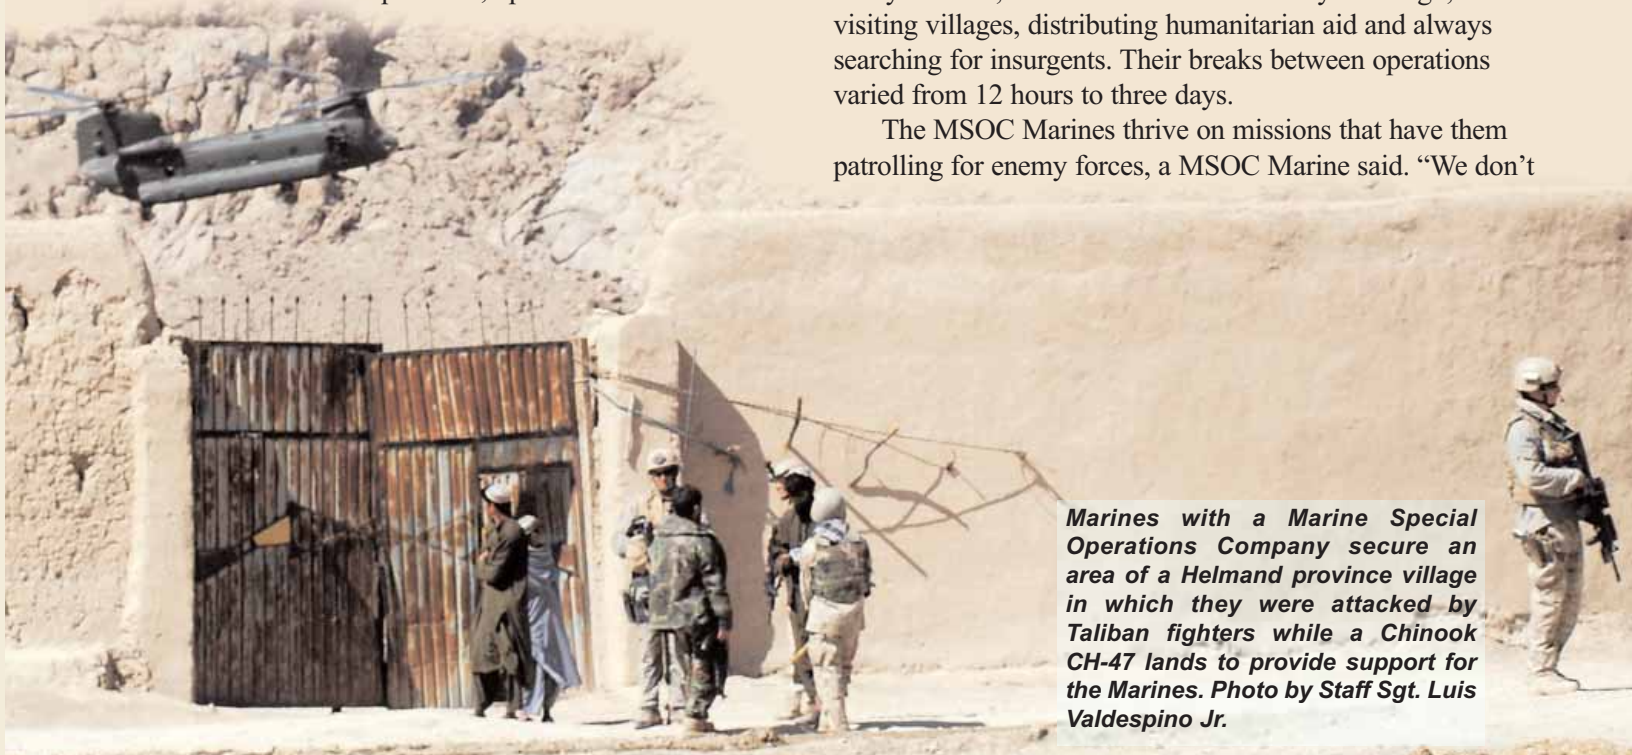 visiting villages, distributing humanitarian aid and always
searching for insurgents. Their breaks between operations
varied from 12 hours to three days.
The MSOC Marines thrive on missions that have them
patrolling for enemy forces, a MSOC Marine said. “We don’t
Marines with a Marine Special
Operations Company secure an
area of a Helmand province village
in which they were attacked by
Taliban fighters while a Chinook
CH-47 lands to provide support for
the Marines. Photo by Staff Sgt. Luis
Valdespino Jr.